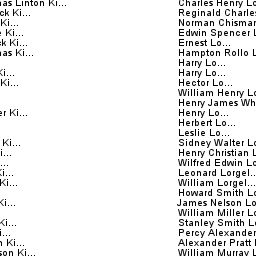 as Linton Ki... Charles Henry Lo
ck Ki... Reginald Charles
Ki... Norman Chisman
e Ki... Edwin Spencer L
ck Ki... Ernest Lo...
nas Ki... Hampton Rollo L
Harry Lo...
Ki... Harry Lo...
Ki... Hector Lo...
William Henry Lo
Henry James Wh
er Ki... Henry Lo...
Herbert Lo...
Leslie Lo...
Ki... Sidney Walter Lo
i... Henry Christian L
Ki... Wilfred Edwin Lo
Ki... Leonard Lorgel...
Ki... William Lorgel...
Howard Smith Lo
Ki... James Nelson Lo
William Miller Lo
Ki... Stanley Smith Lo
i... Percy Alexander
n Ki... Alexander Pratt L
son Ki... William Murray L